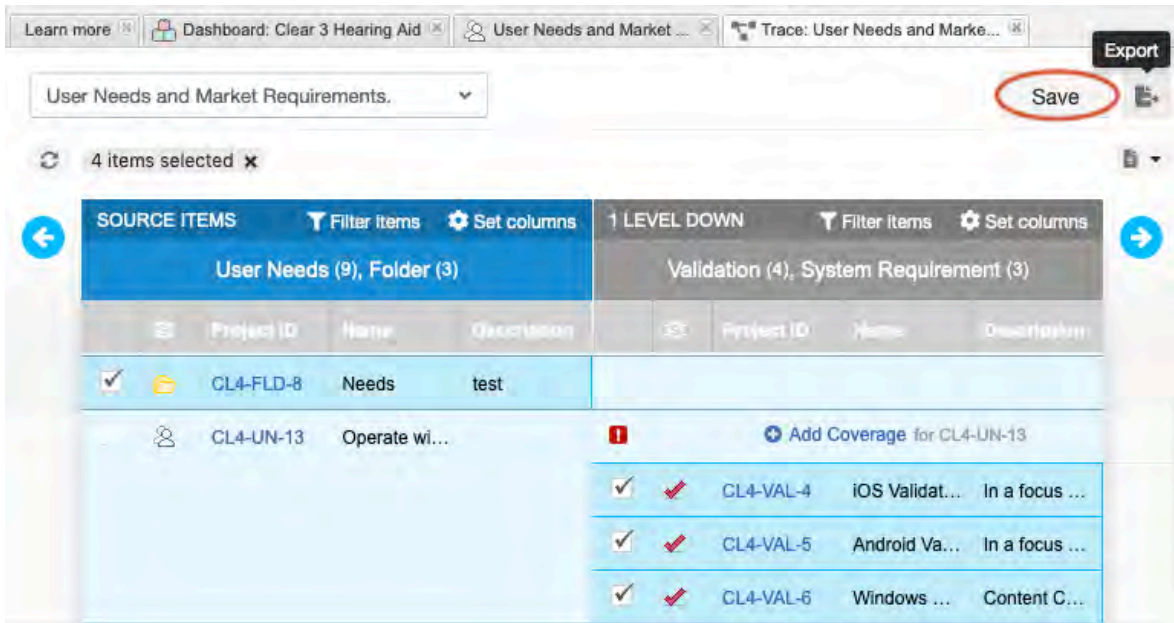 Learn more Dashboard: Clear 3 Hearing Aid User Needs and Market ... Trace: User Needs and Marke...
Export
User Needs and Market Requirements. Save
4 items selected
SOURCE ITEMS Filter items Set columns 1 LEVEL DOWN Filter items Set columns
User Needs (9), Folder (3) Validation (4), System Requirement (3)
Project ID Name Description Project ID Name Description
CL4-FLD-8 Needs test
CL4-UN-13 Operate wi... Add Coverage for CL4-UN-13
CL4-VAL-4 iOS Validat... In a focus ...
CL4-VAL-5 Android Va... In a focus ...
CL4-VAL-6 Windows ... Content C...